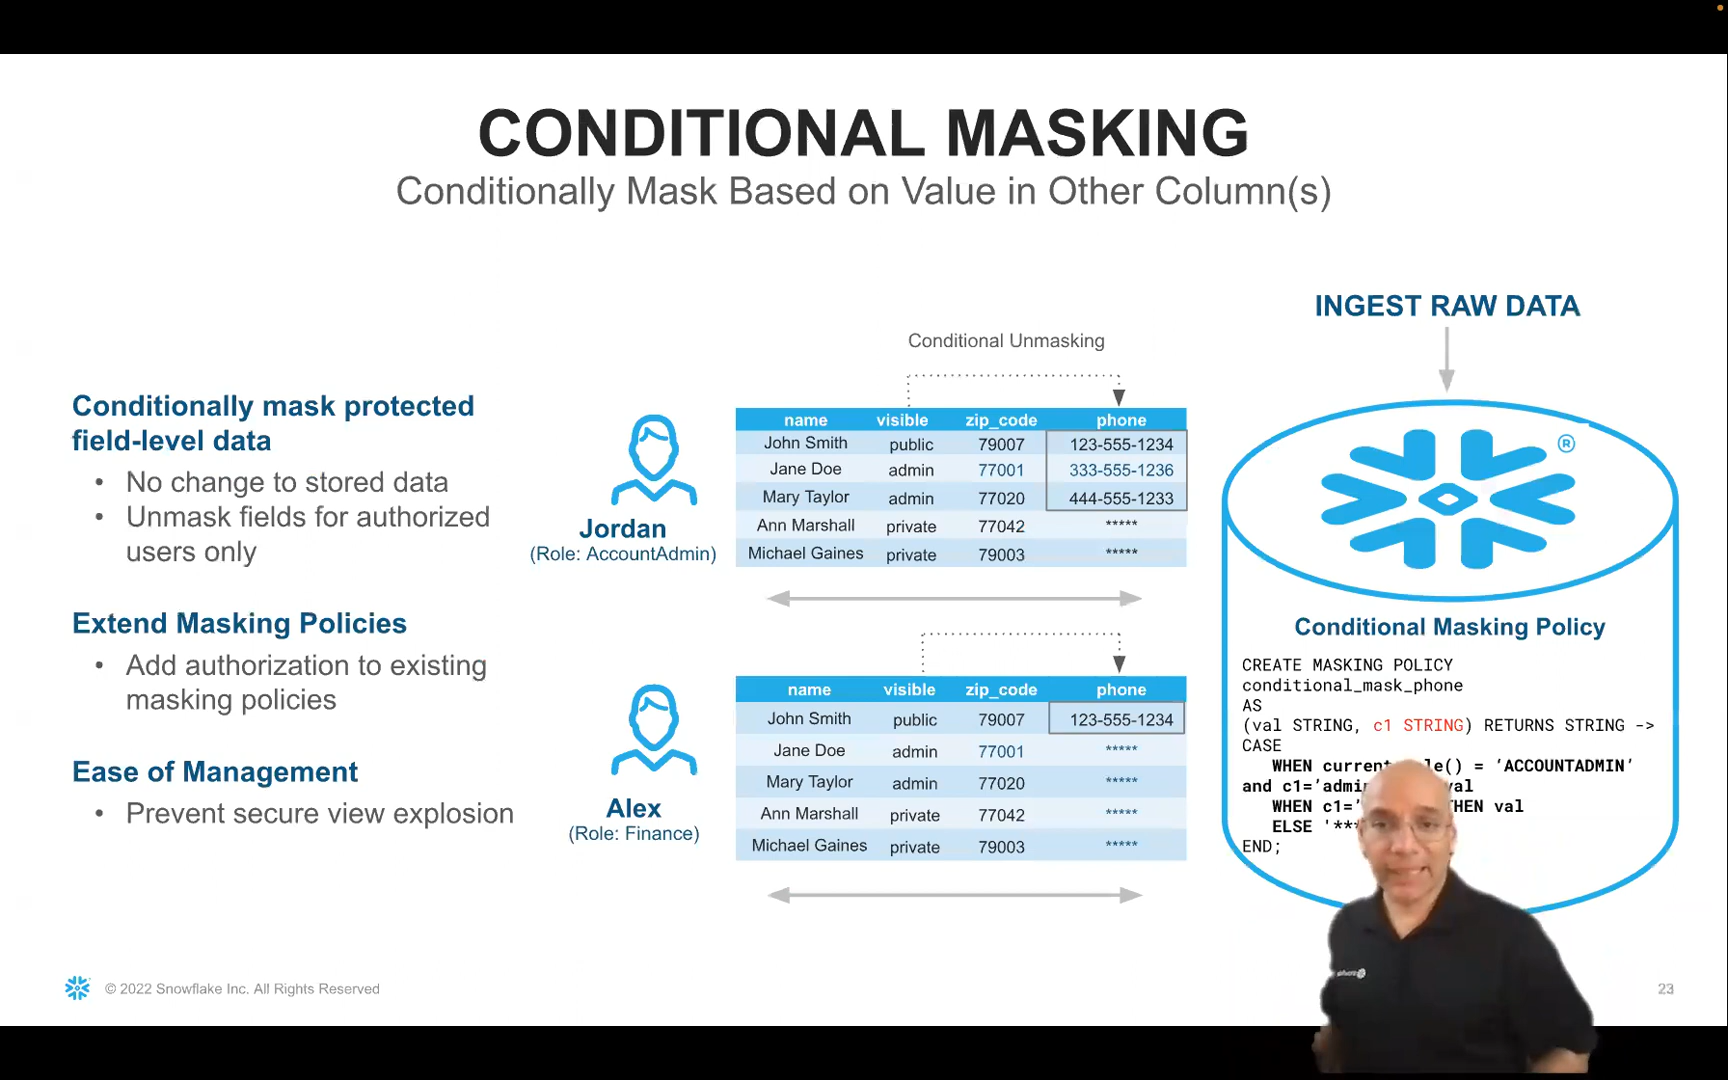 CONDITIONAL MASKING
Conditionally Mask Based on Value in Other Column(s)
Conditionally mask protected
field-level data
• No change to stored data
• Unmask fields for authorized
users only
Extend Masking Policies
• Add authorization to existing
masking policies
Ease of Management
• Prevent secure view explosion
Jordan
(Role: AccountAdmin)
Alex
(Role: Finance)
Conditional Unmasking
name visible zip_code phone
John Smith public 79007 123-555-1234
Jane Doe admin 77001 333-555-1236
Mary Taylor admin 77020 444-555-1233
Ann Marshall private 77042 *****
Michael Gaines private 79003 *****
name visible zip_code phone
John Smith public 79007 123-555-1234
Jane Doe admin 77001 *****
Mary Taylor admin 77020 *****
Ann Marshall private 77042 *****
Michael Gaines private 79003 *****
INGEST RAW DATA
®
Conditional Masking Policy
CREATE MASKING POLICY
conditional_mask_phone
AS
(val STRING, c1 STRING) RETURNS STRING ->
CASE
WHEN = ‘ACCOUNTADMIN’
and val
WHEN val
ELSE
END;
© 2022 Snowflake Inc. All Rights Reserved
23